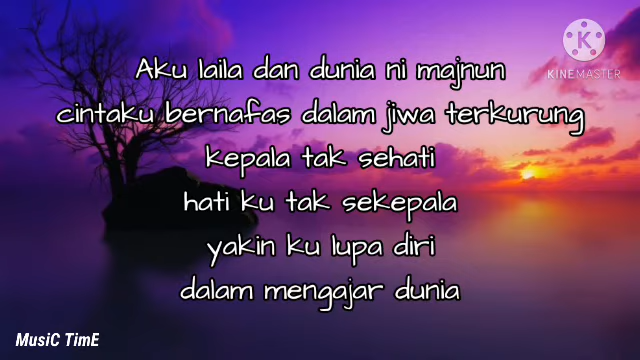 KINEMASTER
Aku laila dan dunia ni majnun
cintaku bernafas dalam jiwa terkurung
kepala tak sehati
hati ku tak sekepala
yakin ku lupa diri
dalam mengajar dunia
MusiC TimE